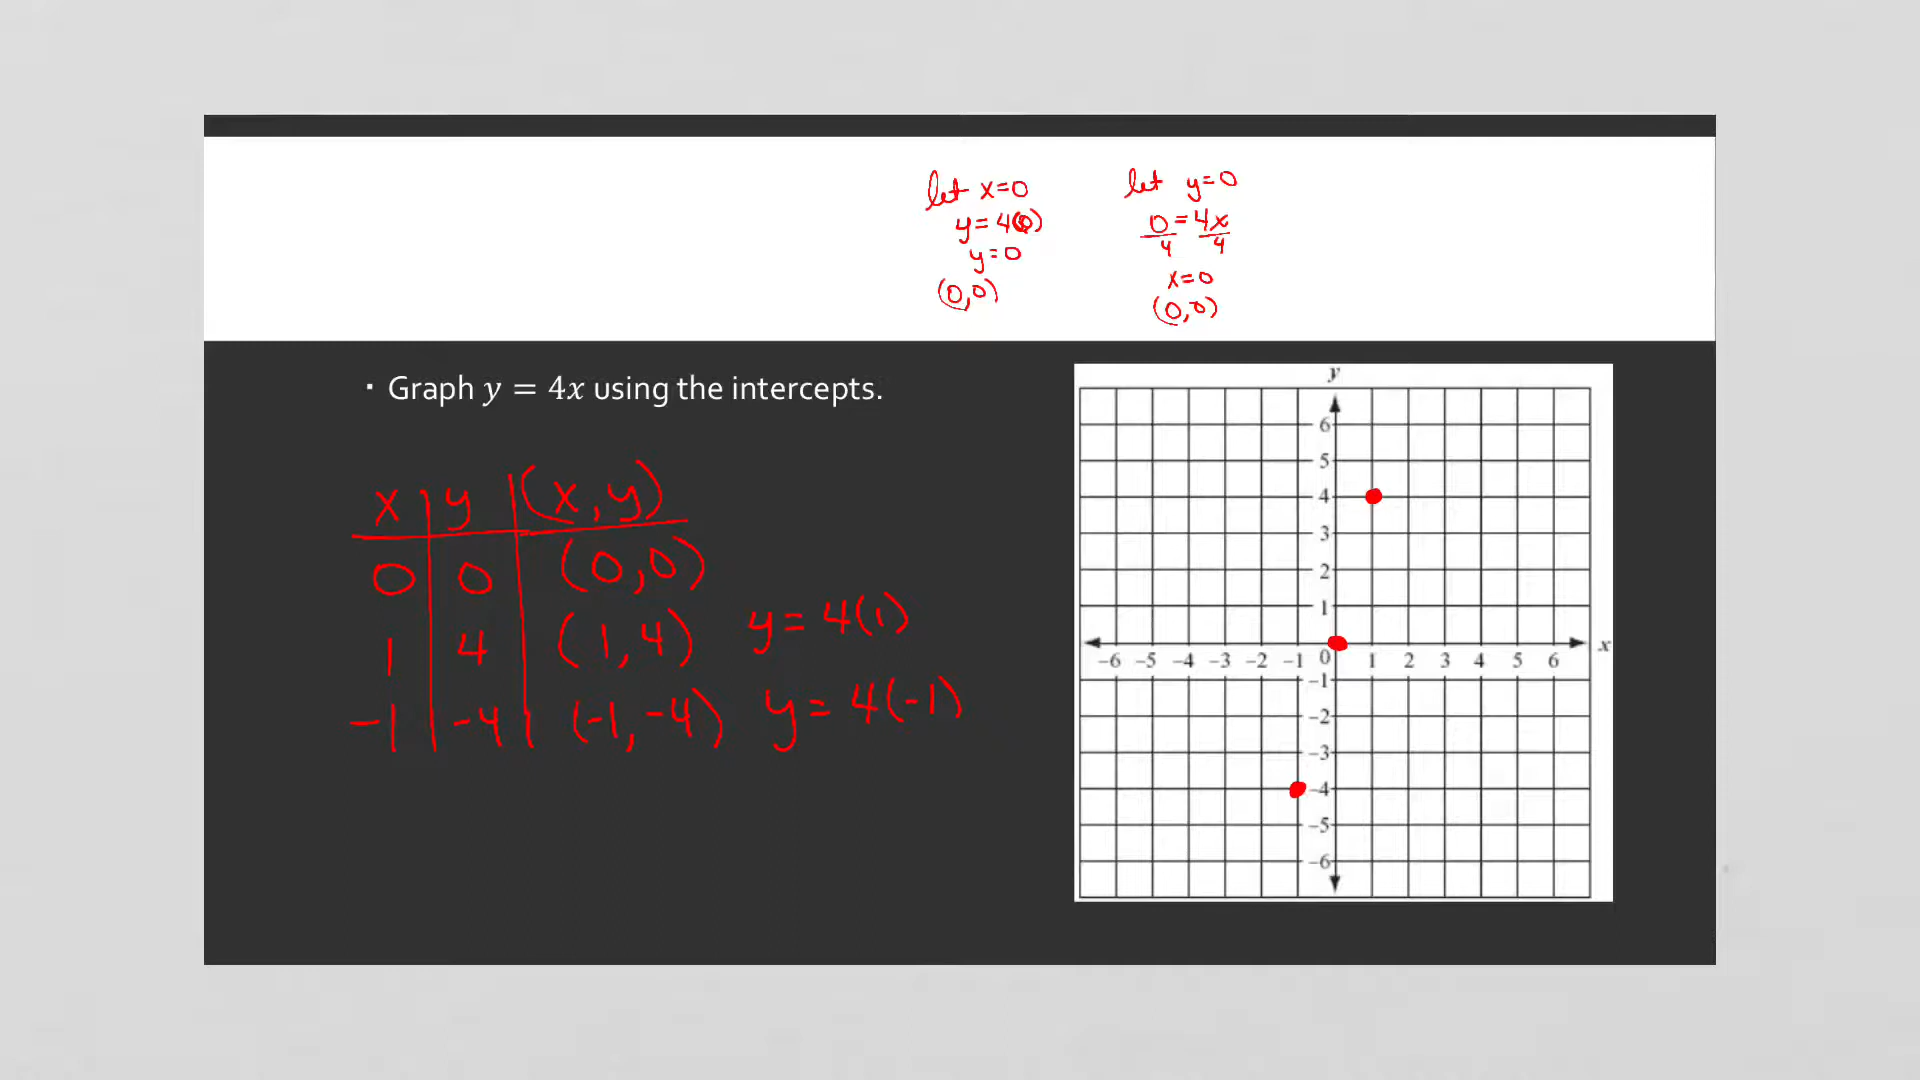 let x=0
y=4(0)
y=0
(0,0)
let y=0
0=4x
4 4
x=0
(0,0)
▪ Graph y = 4x using the intercepts.
x y (x,y)
0 0 (0,0)
1 4 (1,4) y=4(1)
-1 -4 (-1,-4) y=4(-1)
y
6
5
4
3
2
1
-6 -5 -4 -3 -2 -1 0 1 2 3 4 5 6 x
-1
-2
-3
-4
-5
-6